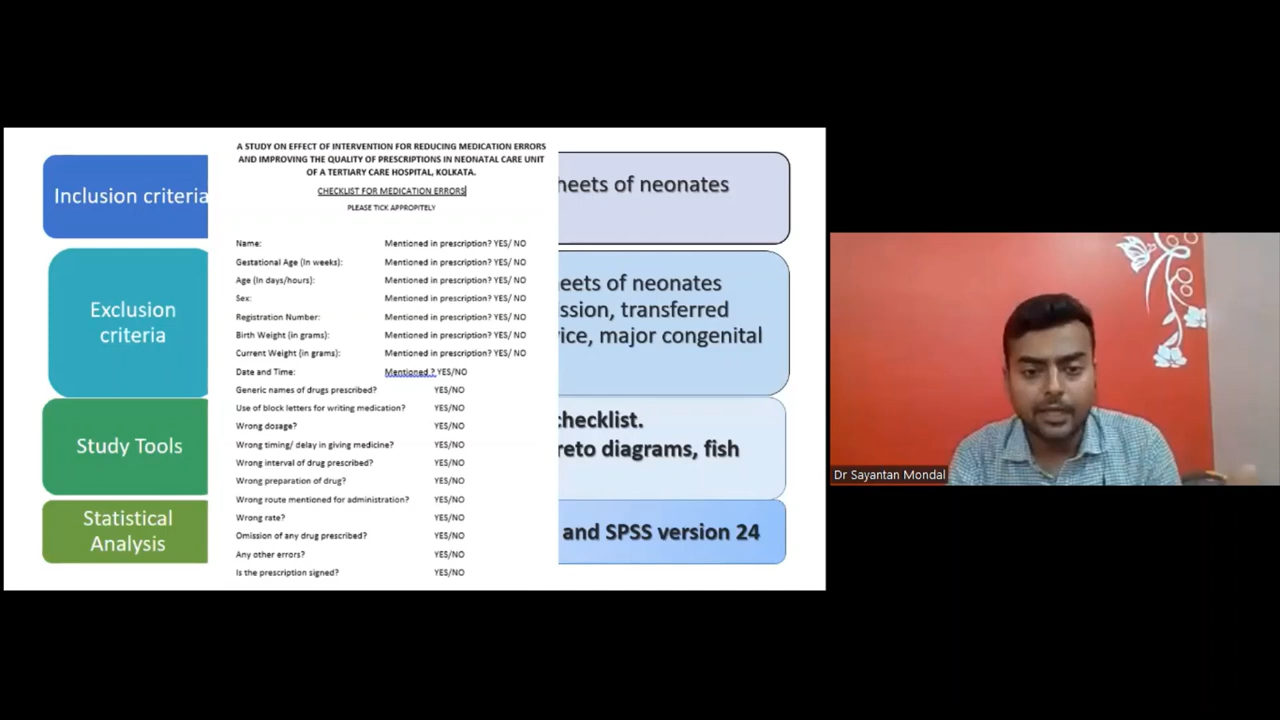 A STUDY ON EFFECT OF INTERVENTION FOR REDUCING MEDICATION ERRORS
AND IMPROVING THE QUALITY OF PRESCRIPTIONS IN NEONATAL CARE UNIT
OF A TERTIARY CARE HOSPITAL, KOLKATA.
CHECKLIST FOR MEDICATION ERRORS
PLEASE TICK APPROPITELY
Name: Mentioned in prescription? YES/ NO
Gestational Age (In weeks): Mentioned in prescription? YES/ NO
Age (In days/hours): Mentioned in prescription? YES/ NO
Sex: Mentioned in prescription? YES/ NO
Registration Number: Mentioned in prescription? YES/ NO
Birth Weight (in grams): Mentioned in prescription? YES/ NO
Current Weight (in grams): Mentioned in prescription? YES/ NO
Date and Time: Mentioned ? YES/NO
Generic names of drugs prescribed? YES/NO
Use of block letters for writing medication? YES/NO
Wrong dosage? YES/NO
Wrong timing/ delay in giving medicine? YES/NO
Wrong interval of drug prescribed? YES/NO
Wrong preparation of drug? YES/NO
Wrong route mentioned for administration? YES/NO
Wrong rate? YES/NO
Omission of any drug prescribed? YES/NO
Any other errors? YES/NO
Is the prescription signed? YES/NO
Inclusion criteria
Exclusion
criteria
Study Tools
Statistical
Analysis
of neonates
of neonates
transferred
major congenital
checklist.
diagrams, fish
and SPSS version 24
Dr Sayantan Mondal